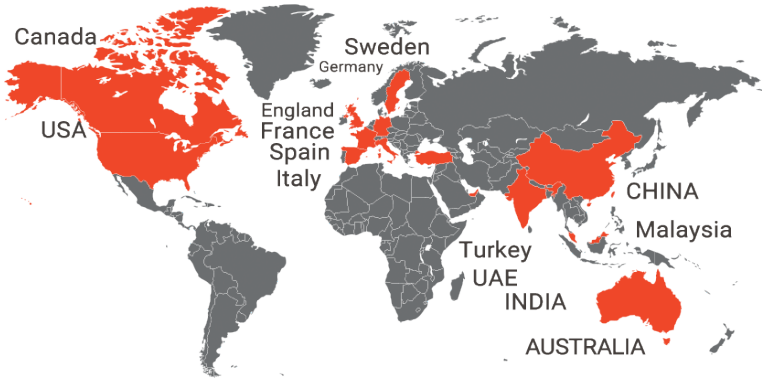 Canada
Sweden
Germany
England
USA
France
Spain
Italy
CHINA
Malaysia
Turkey
UAE
INDIA
AUSTRALIA